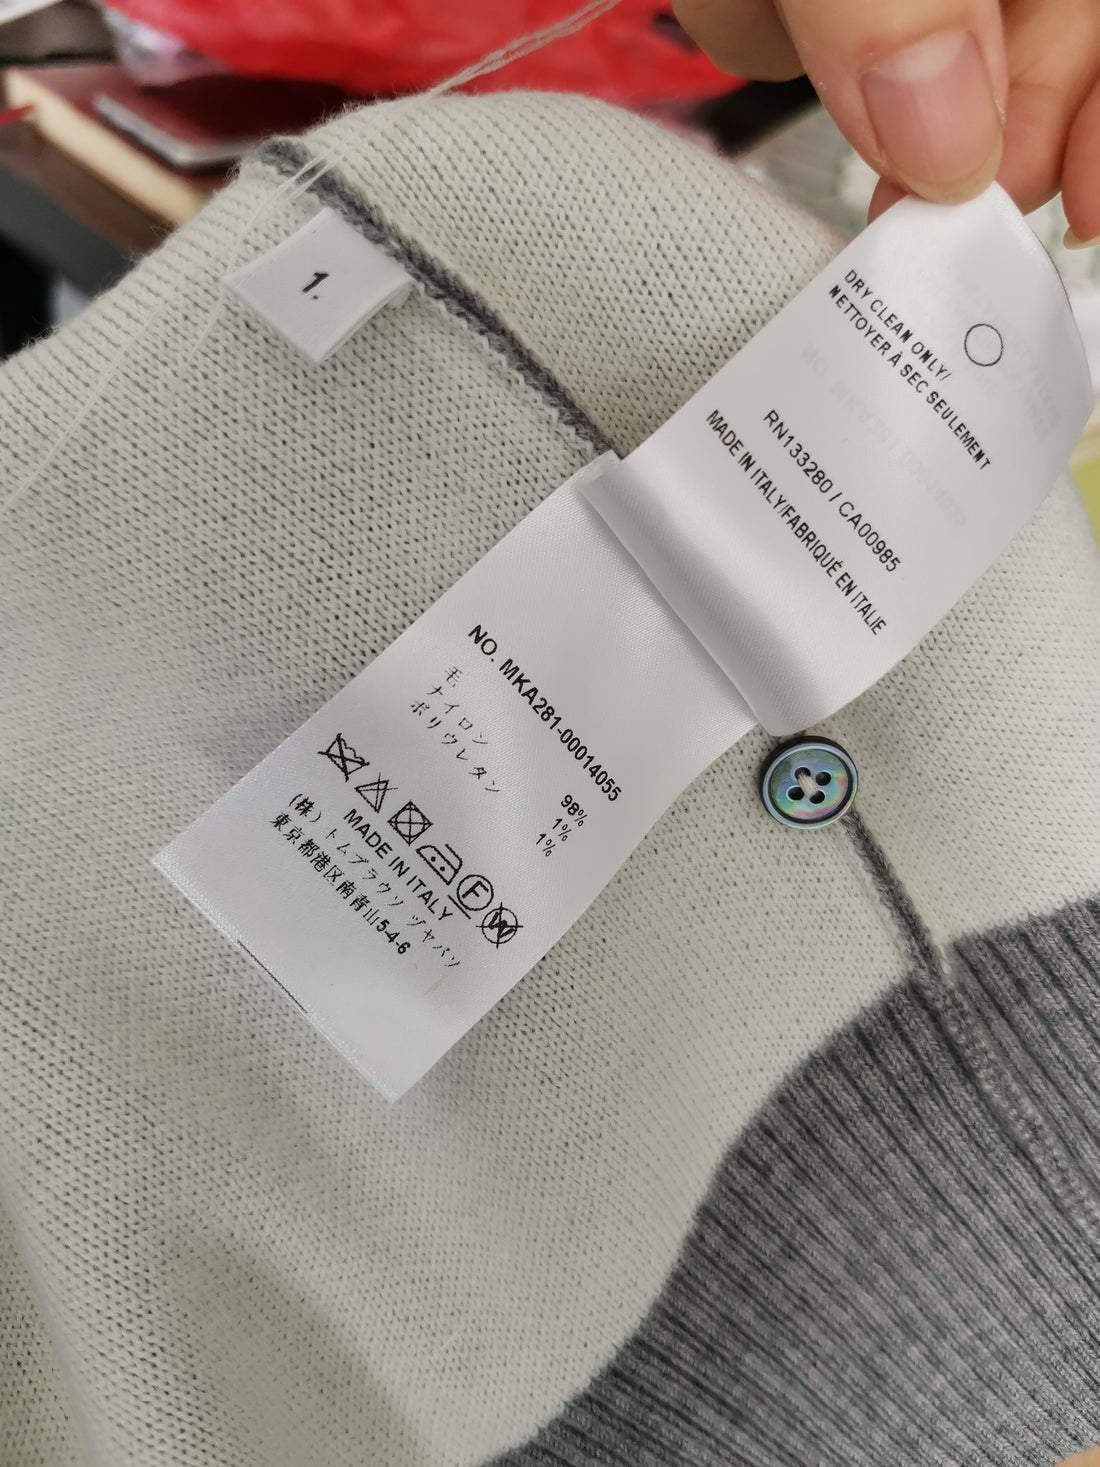 1.
DRY CLEAN ONLY/
NETTOYER À SEC SEULEMENT
RN133280 / CA00985
MADE IN ITALY/FABRIQUÉ EN ITALIE
NO. MKA281-00014055
毛 98%
ナイロン 1%
ポリウレタン 1%
F W
MADE IN ITALY
(株)トムブラウン ジャパン
東京都港区南青山5-4-6